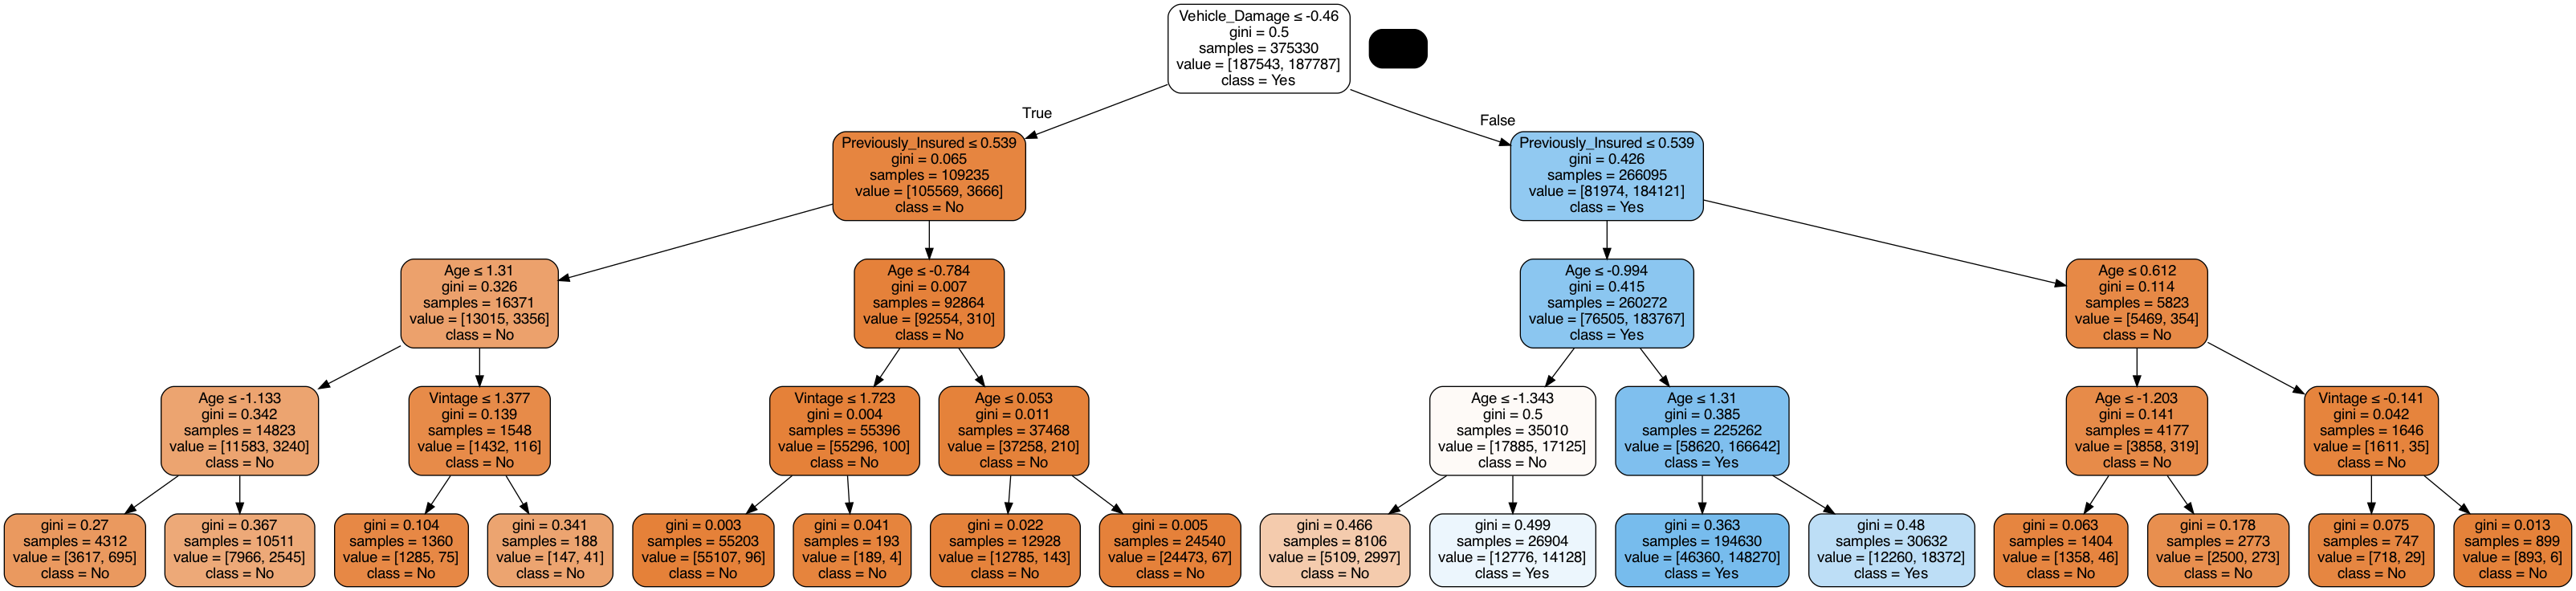 Vehicle_Damage ≤ -0.46
gini = 0.5
samples = 375330
value = [187543, 187787]
class = Yes
True
False
Previously_Insured ≤ 0.539
gini = 0.065
samples = 109235
value = [105569, 3666]
class = No
Previously_Insured ≤ 0.539
gini = 0.426
samples = 266095
value = [81974, 184121]
class = Yes
Age ≤ 1.31
gini = 0.326
samples = 16371
value = [13015, 3356]
class = No
Age ≤ -0.784
gini = 0.007
samples = 92864
value = [92554, 310]
class = No
Age ≤ -0.994
gini = 0.415
samples = 260272
value = [76505, 183767]
class = Yes
Age ≤ 0.612
gini = 0.114
samples = 5823
value = [5469, 354]
class = No
Age ≤ -1.133
gini = 0.342
samples = 14823
value = [11583, 3240]
class = No
Vintage ≤ 1.377
gini = 0.139
samples = 1548
value = [1432, 116]
class = No
Vintage ≤ 1.723
gini = 0.004
samples = 55396
value = [55296, 100]
class = No
Age ≤ 0.053
gini = 0.011
samples = 37468
value = [37258, 210]
class = No
Age ≤ -1.343
gini = 0.5
samples = 35010
value = [17885, 17125]
class = No
Age ≤ 1.31
gini = 0.385
samples = 225262
value = [58620, 166642]
class = Yes
Age ≤ -1.203
gini = 0.141
samples = 4177
value = [3858, 319]
class = No
Vintage ≤ -0.141
gini = 0.042
samples = 1646
value = [1611, 35]
class = No
gini = 0.27
samples = 4312
value = [3617, 695]
class = No
gini = 0.367
samples = 10511
value = [7966, 2545]
class = No
gini = 0.104
samples = 1360
value = [1285, 75]
class = No
gini = 0.341
samples = 188
value = [147, 41]
class = No
gini = 0.003
samples = 55203
value = [55107, 96]
class = No
gini = 0.041
samples = 193
value = [189, 4]
class = No
gini = 0.022
samples = 12928
value = [12785, 143]
class = No
gini = 0.005
samples = 24540
value = [24473, 67]
class = No
gini = 0.466
samples = 8106
value = [5109, 2997]
class = No
gini = 0.499
samples = 26904
value = [12776, 14128]
class = Yes
gini = 0.363
samples = 194630
value = [46360, 148270]
class = Yes
gini = 0.48
samples = 30632
value = [12260, 18372]
class = Yes
gini = 0.063
samples = 1404
value = [1358, 46]
class = No
gini = 0.178
samples = 2773
value = [2500, 273]
class = No
gini = 0.075
samples = 747
value = [718, 29]
class = No
gini = 0.013
samples = 899
value = [893, 6]
class = No